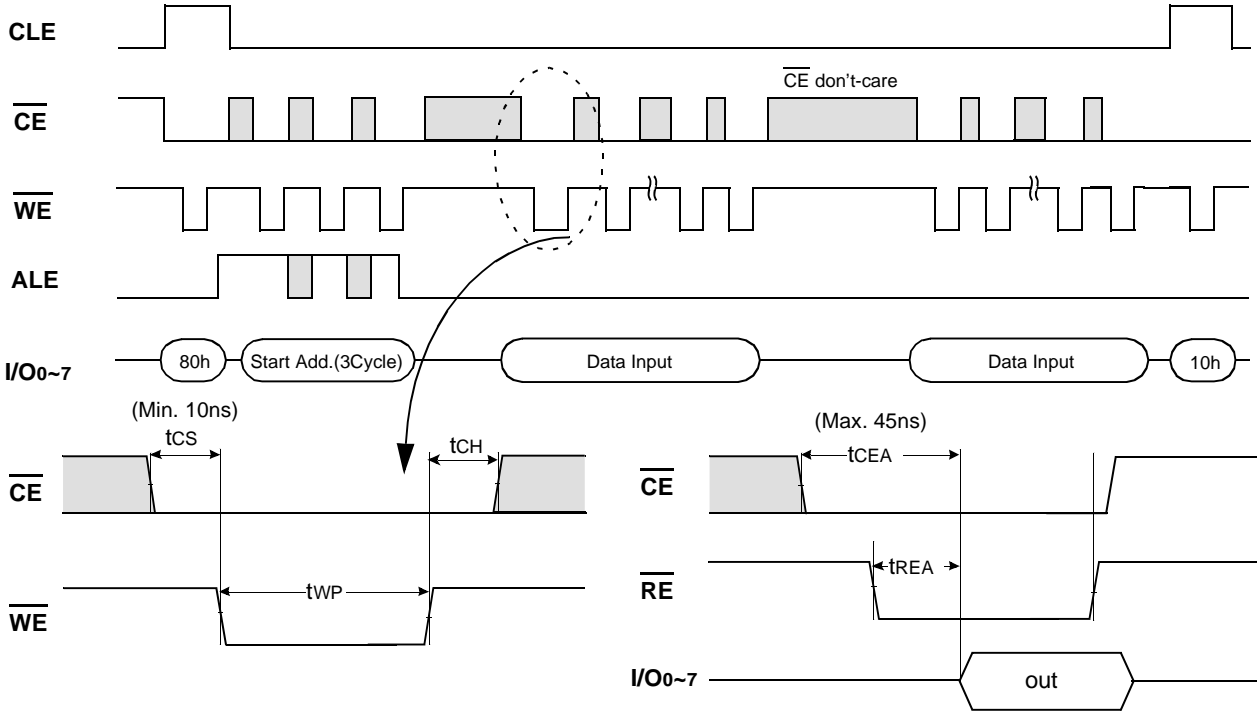 CLE
CE don't-care
CE
WE
ALE
I/O0~7
80h
Start Add.(3Cycle)
Data Input
Data Input
10h
(Min. 10ns)
tCS
tCH
CE
tWP
WE
(Max. 45ns)
tCEA
CE
tREA
RE
I/O0~7
out